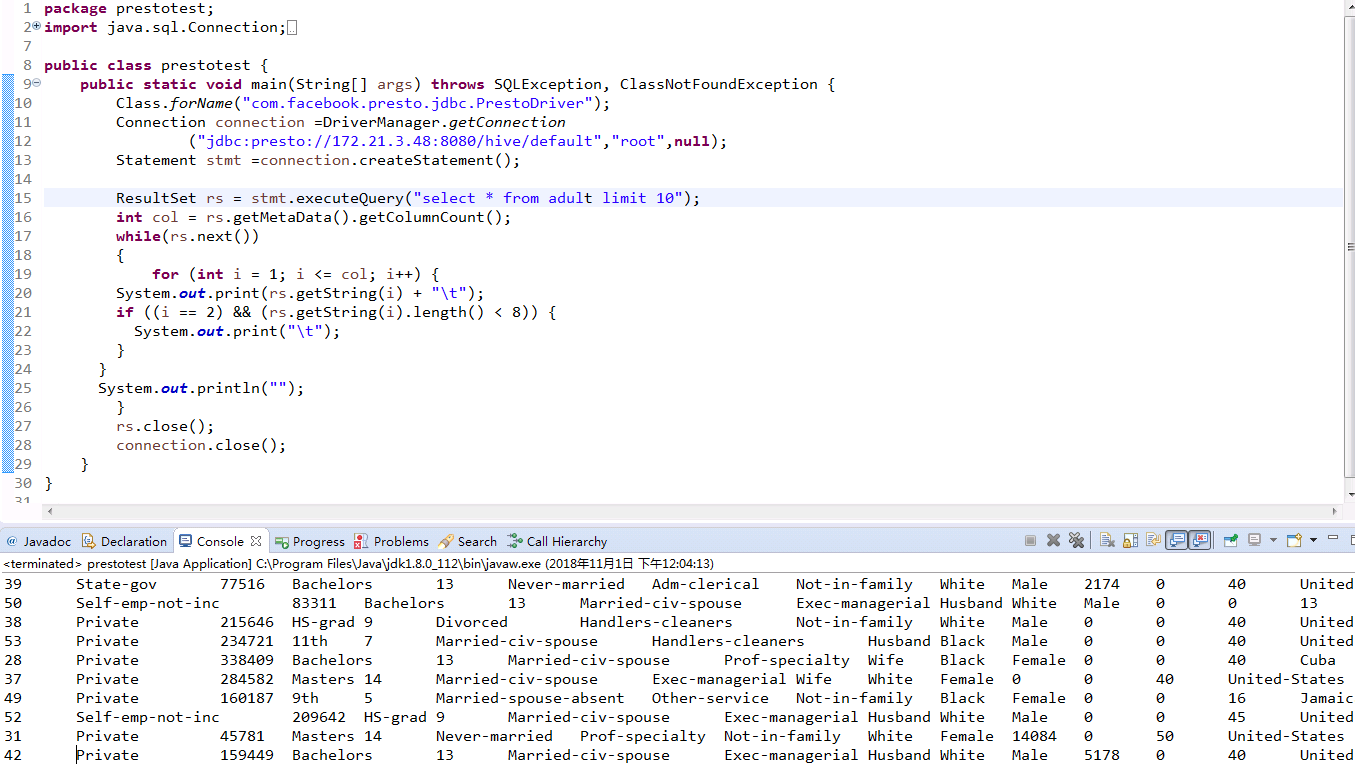 1 package prestotest;
2 import java.sql.Connection;
7
8 public class prestotest {
9 public static void main(String[] args) throws SQLException, ClassNotFoundException {
10 Class.forName("com.facebook.presto.jdbc.PrestoDriver");
11 Connection connection =DriverManager.getConnection
12 ("jdbc:presto://172.21.3.48:8080/hive/default","root",null);
13 Statement stmt =connection.createStatement();
14
15 ResultSet rs = stmt.executeQuery("select * from adult limit 10");
16 int col = rs.getMetaData().getColumnCount();
17 while(rs.next())
18 {
19 for (int i = 1; i <= col; i++) {
20 System.out.print(rs.getString(i) + "\t");
21 if ((i == 2) && (rs.getString(i).length() < 8)) {
22 System.out.print("\t");
23 }
24 }
25 System.out.println("");
26 }
27 rs.close();
28 connection.close();
29 }
30 }
31
@ Javadoc Declaration Console Progress Problems Search Call Hierarchy
<terminated> prestotest [Java Application] C:\Program Files\Java\jdk1.8.0_112\bin\javaw.exe (2018年11月1日 下午12:04:13)
39 State-gov 77516 Bachelors 13 Never-married Adm-clerical Not-in-family White Male 2174 0 40 United
50 Self-emp-not-inc 83311 Bachelors 13 Married-civ-spouse Exec-managerial Husband White Male 0 0 13
38 Private 215646 HS-grad 9 Divorced Handlers-cleaners Not-in-family White Male 0 0 40 United
53 Private 234721 11th 7 Married-civ-spouse Handlers-cleaners Husband Black Male 0 0 40 United
28 Private 338409 Bachelors 13 Married-civ-spouse Prof-specialty Wife Black Female 0 0 40 Cuba
37 Private 284582 Masters 14 Married-civ-spouse Exec-managerial Wife White Female 0 0 40 United-States
49 Private 160187 9th 5 Married-spouse-absent Other-service Not-in-family Black Female 0 0 16 Jamaic
52 Self-emp-not-inc 209642 HS-grad 9 Married-civ-spouse Exec-managerial Husband White Male 0 0 45 United
31 Private 45781 Masters 14 Never-married Prof-specialty Not-in-family White Female 14084 0 50 United-States
42 Private 159449 Bachelors 13 Married-civ-spouse Exec-managerial Husband White Male 5178 0 40 United